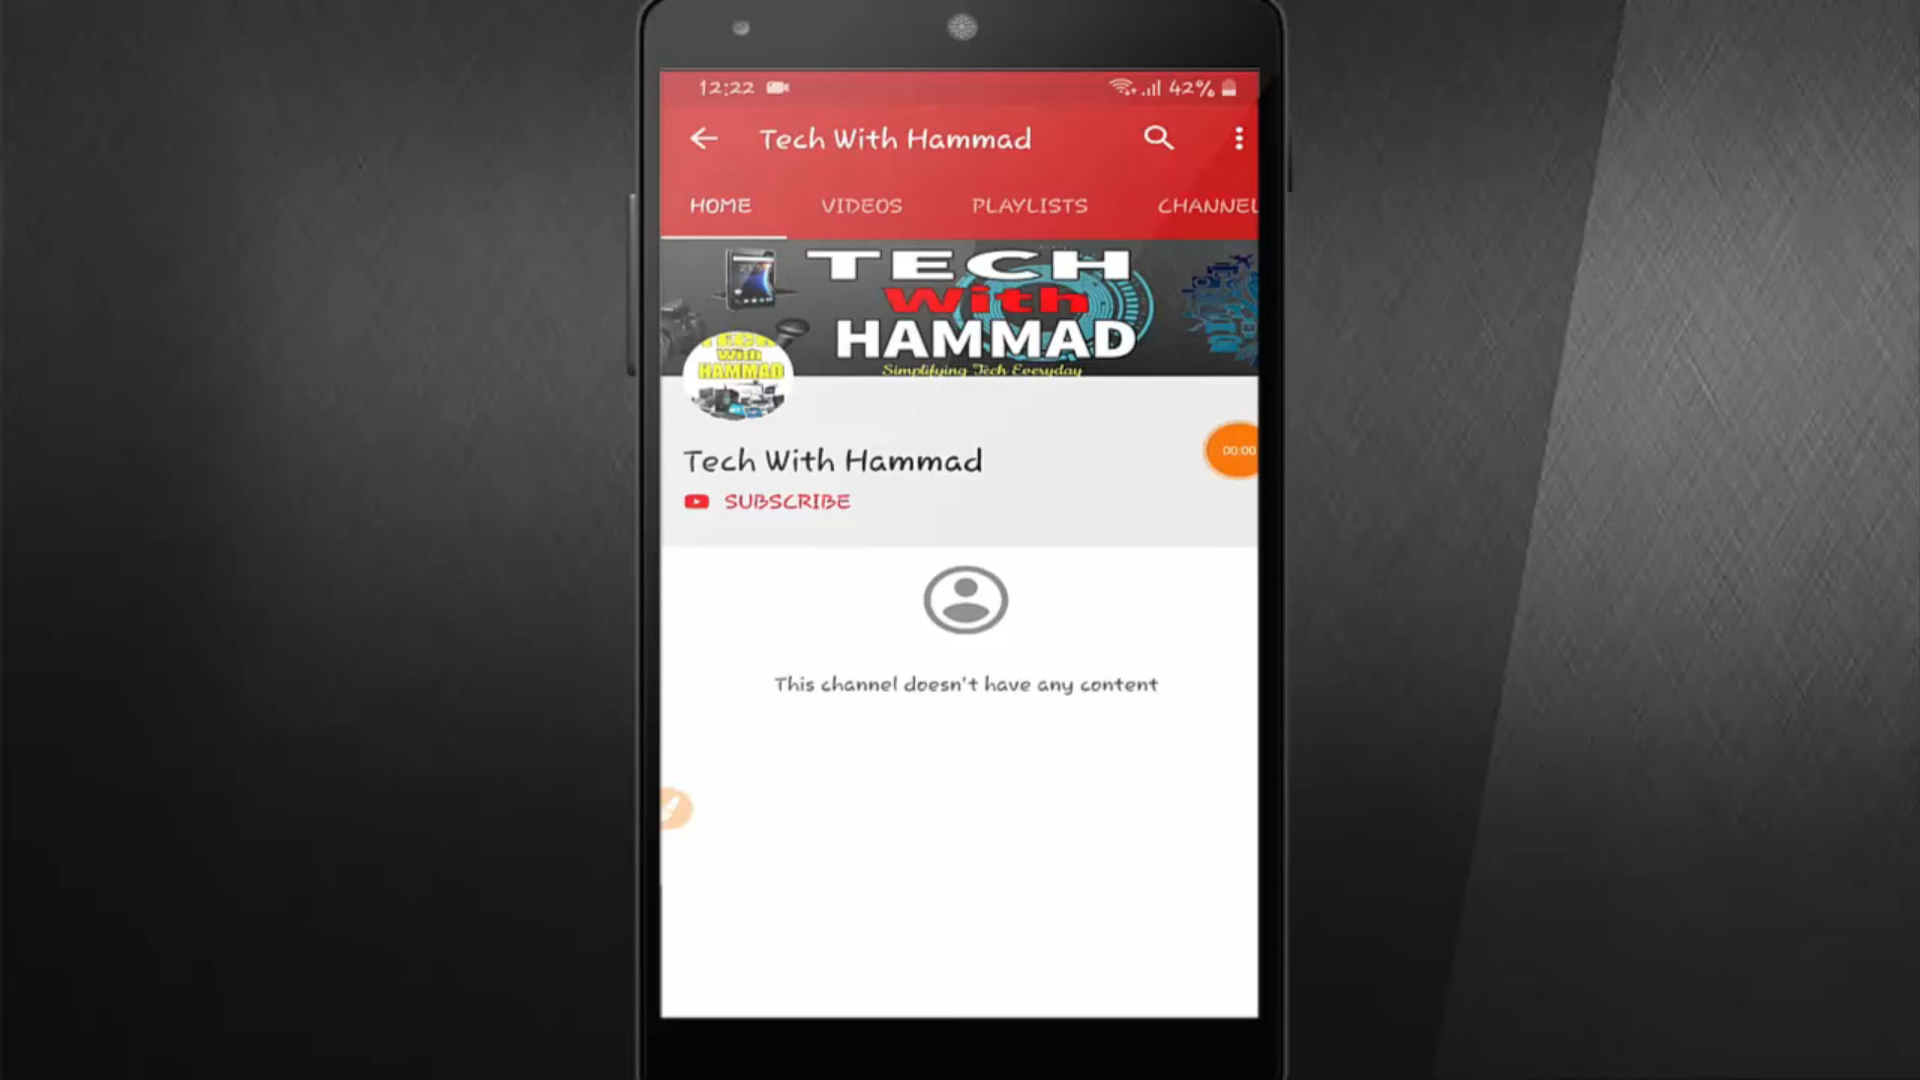 12:22
42%
Tech With Hammad
HOME
VIDEOS
PLAYLISTS
CHANNEL
TECH
With
HAMMAD
Simplifying Tech Everyday
TECH
With
HAMMAD
Tech With Hammad
00:00
SUBSCRIBE
This channel doesn't have any content